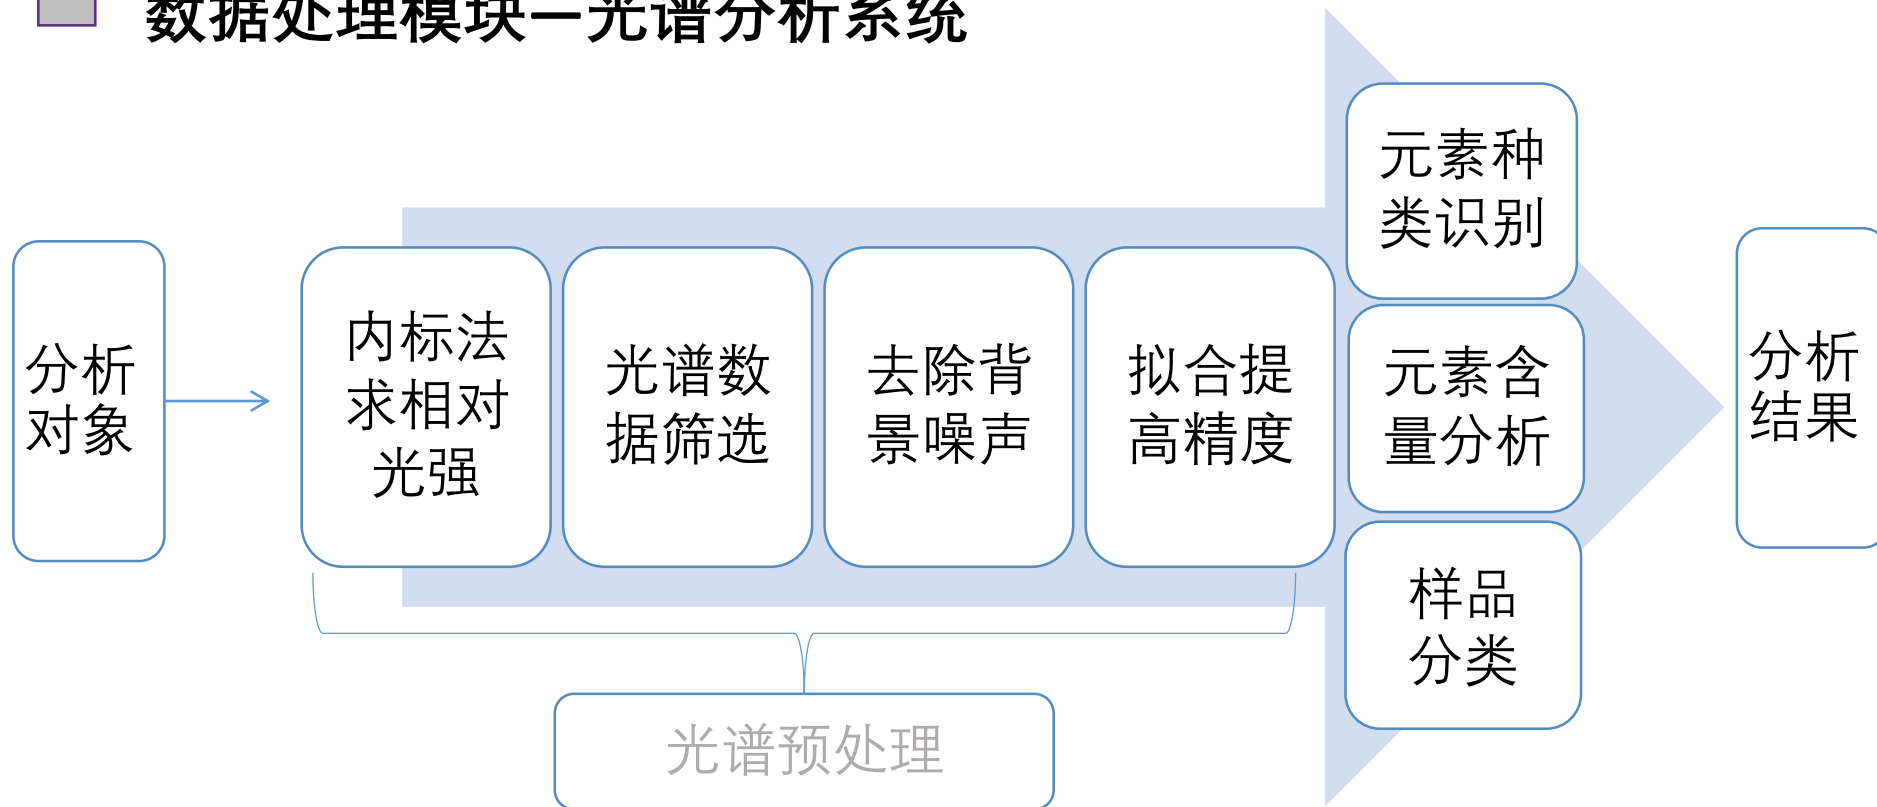 数据处理模块—光谱分析系统
分析
对象
内标法
求相对
光强
光谱数
据筛选
去除背
景噪声
拟合提
高精度
元素种
类识别
元素含
量分析
样品
分类
分析
结果
光谱预处理